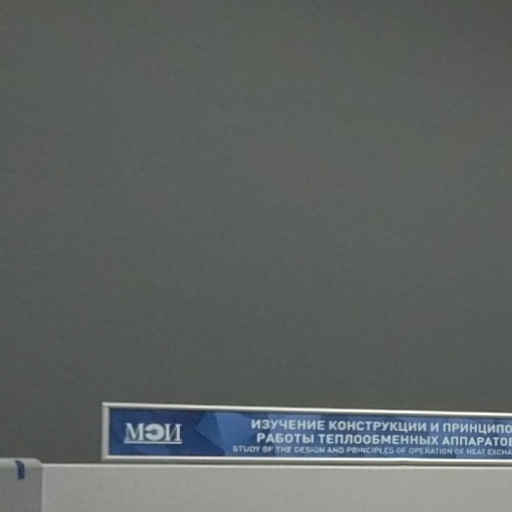 МЭИ
ИЗУЧЕНИЕ КОНСТРУКЦИИ И ПРИНЦИПО
РАБОТЫ ТЕПЛООБМЕННЫХ АППАРАТОВ
STUDY OF THE DESIGN AND PRINCIPLES OF OPERATION OF HEAT EXCHA